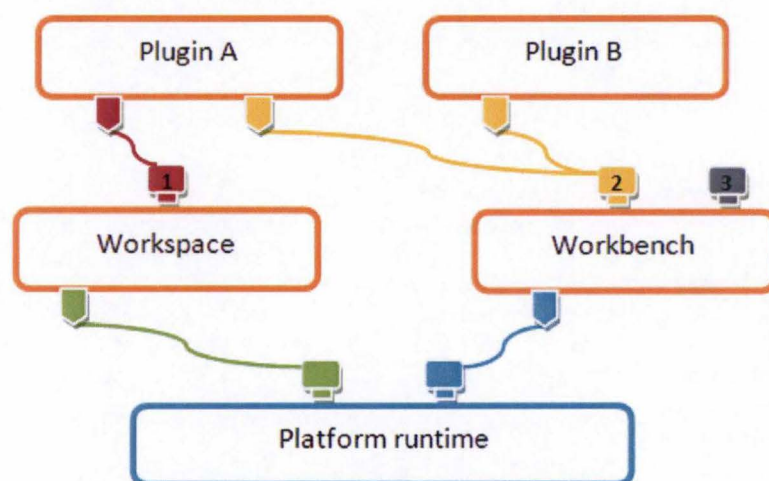 Plugin A
Plugin B
1
2
3
Workspace
Workbench
Platform runtime